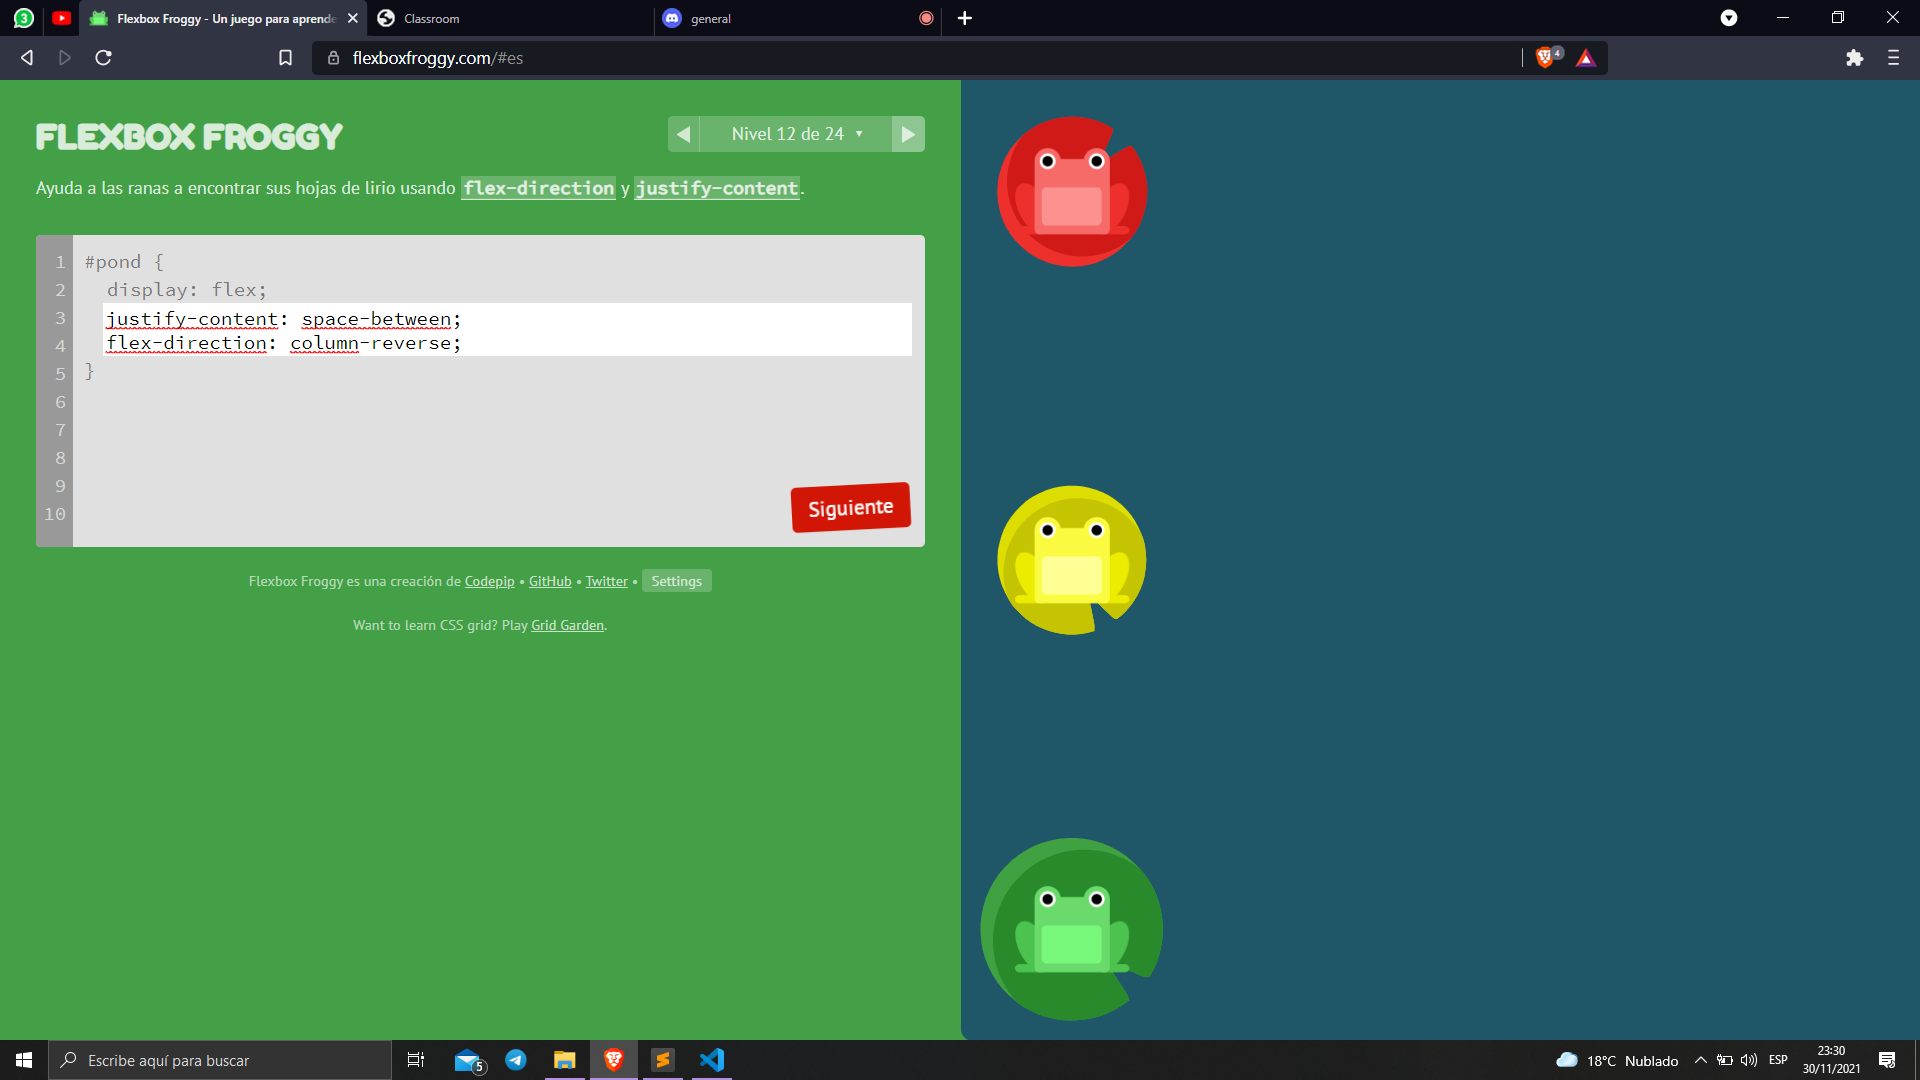 3
Flexbox Froggy - Un juego para aprende
Classroom
general
flexboxfroggy.com/#es
4
FLEXBOX FROGGY
Nivel 12 de 24
Ayuda a las ranas a encontrar sus hojas de lirio usando flex-direction y justify-content.
1 #pond {
2 display: flex;
3 justify-content: space-between;
4 flex-direction: column-reverse;
5 }
6
7
8
9
10
Siguiente
Flexbox Froggy es una creación de Codepip • GitHub • Twitter • Settings
Want to learn CSS grid? Play Grid Garden.
Escribe aquí para buscar
5
18°C Nublado
ESP
23:30
30/11/2021